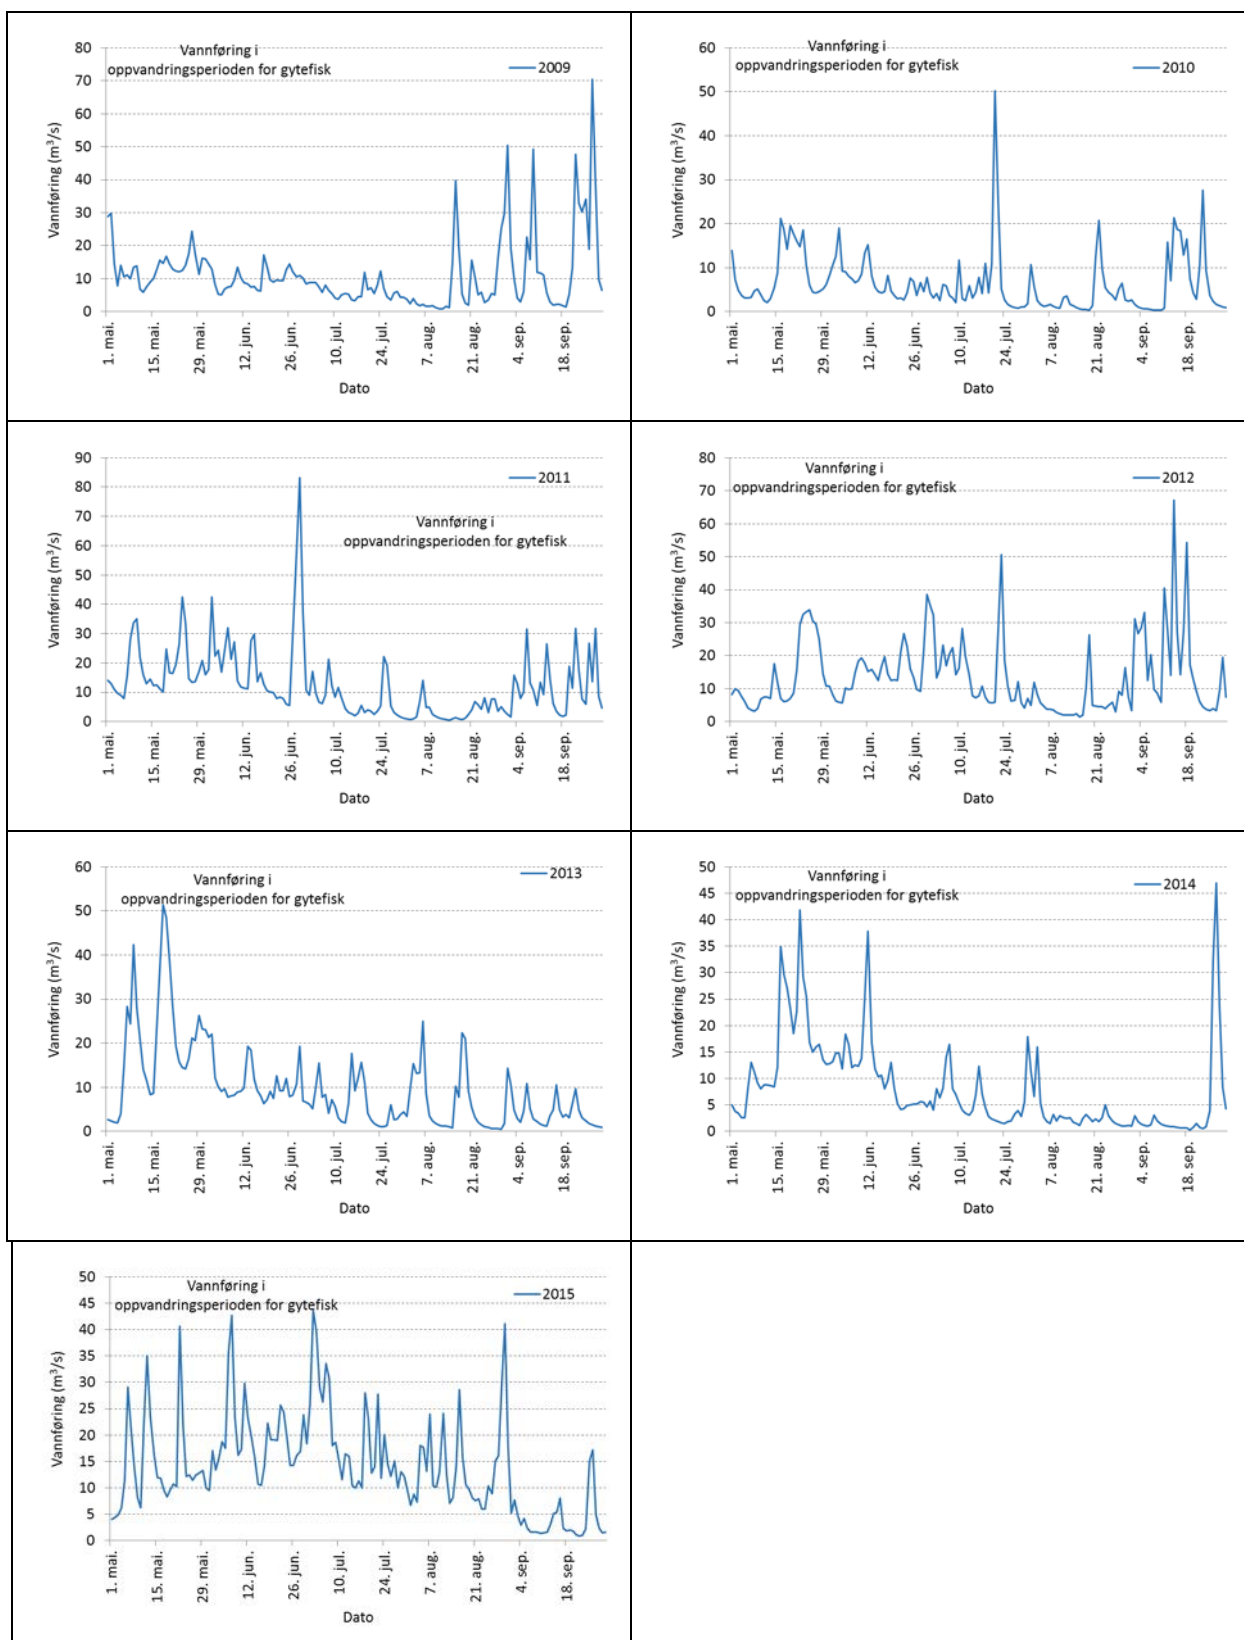 Vannføring i
oppvandringsperioden for gytefisk
2009
Vannføring (m³/s)
80
70
60
50
40
30
20
10
0
1. mai.
15. mai.
29. mai.
12. jun.
26. jun.
10. jul.
24. jul.
7. aug.
21. aug.
4. sep.
18. sep.
Dato
Vannføring i
oppvandringsperioden for gytefisk
2010
Vannføring (m³/s)
60
50
40
30
20
10
0
1. mai.
15. mai.
29. mai.
12. jun.
26. jun.
10. jul.
24. jul.
7. aug.
21. aug.
4. sep.
18. sep.
Dato
2011
Vannføring i
oppvandringsperioden for gytefisk
Vannføring (m³/s)
90
80
70
60
50
40
30
20
10
0
1. mai.
15. mai.
29. mai.
12. jun.
26. jun.
10. jul.
24. jul.
7. aug.
21. aug.
4. sep.
18. sep.
Dato
Vannføring i
oppvandringsperioden for gytefisk
2012
Vannføring (m³/s)
80
70
60
50
40
30
20
10
0
1. mai.
15. mai.
29. mai.
12. jun.
26. jun.
10. jul.
24. jul.
7. aug.
21. aug.
4. sep.
18. sep.
Dato
Vannføring i
oppvandringsperioden for gytefisk
2013
Vannføring (m³/s)
60
50
40
30
20
10
0
1. mai.
15. mai.
29. mai.
12. jun.
26. jun.
10. jul.
24. jul.
7. aug.
21. aug.
4. sep.
18. sep.
Dato
Vannføring i
oppvandringsperioden for gytefisk
2014
Vannføring (m³/s)
50
45
40
35
30
25
20
15
10
5
0
1. mai.
15. mai.
29. mai.
12. jun.
26. jun.
10. jul.
24. jul.
7. aug.
21. aug.
4. sep.
18. sep.
Dato
Vannføring i
oppvandringsperioden for gytefisk
2015
Vannføring (m³/s)
50
45
40
35
30
25
20
15
10
5
0
1. mai.
15. mai.
29. mai.
12. jun.
26. jun.
10. jul.
24. jul.
7. aug.
21. aug.
4. sep.
18. sep.
Dato